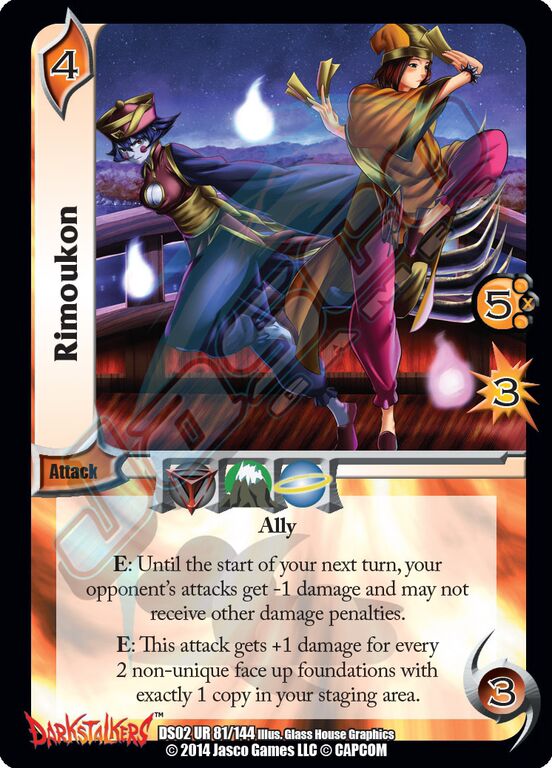 4
Rimoukon
5
3
Attack
Ally
E: Until the start of your next turn, your
opponent's attacks get -1 damage and may not
receive other damage penalties.
E: This attack gets +1 damage for every
2 non-unique face up foundations with
exactly 1 copy in your staging area.
3
DARKSTALKERS™
DS02 UR 81/144 Illus. Glass House Graphics
© 2014 Jasco Games LLC © CAPCOM